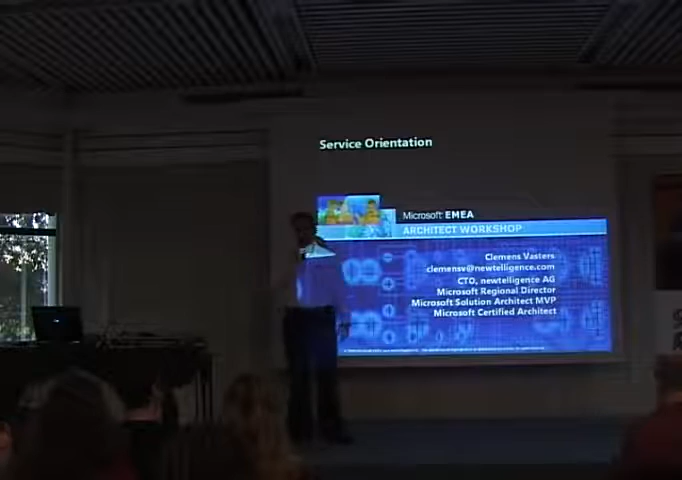 Service Orientation
Microsoft EMEA
ARCHITECT WORKSHOP
Clemens Vasters
clemensv@newtelligence.com
CTO, newtelligence AG
Microsoft Regional Director
Microsoft Solution Architect MVP
Microsoft Certified Architect